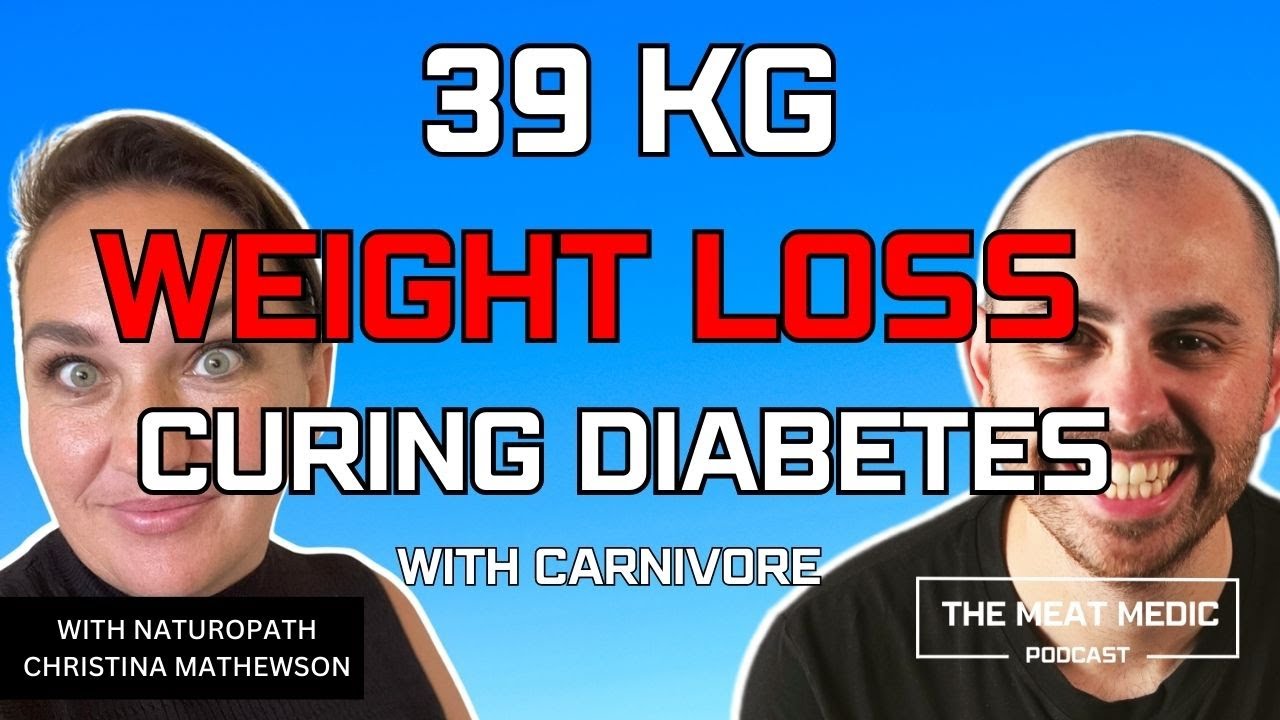 39 KG
WEIGHT LOSS
CURING DIABETES
WITH CARNIVORE
WITH NATUROPATH
CHRISTINA MATHEWSON
THE MEAT MEDIC
PODCAST